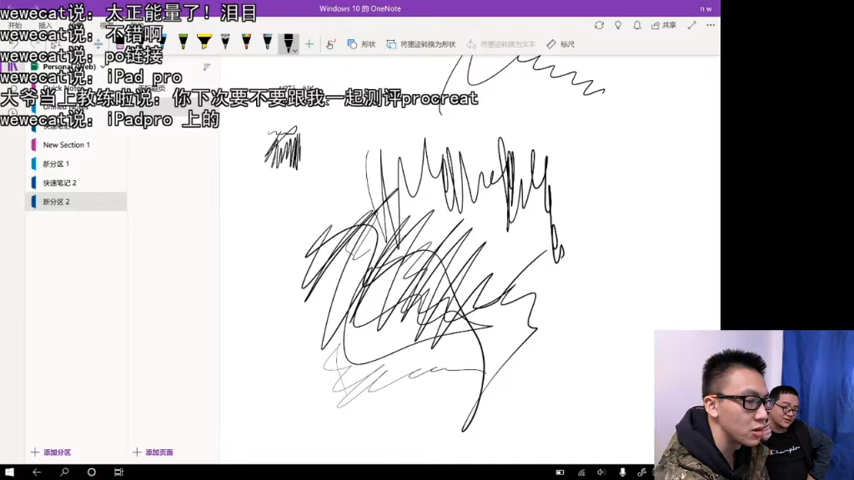 wewecat说：太正能量了！泪目
Windows 10 的 OneNote
wewecat说：不错啊
wewecat说：po链接
wewecat说：iPad pro
大爷当上教练啦说：你下次要不要跟我一起测评procreat
wewecat说：iPadpro 上的
开始
形状
将墨迹转换为形状
将墨迹转换为文本
标尺
共享
New Section 1
新分区 1
快速笔记 2
新分区 2
添加分区
添加页面
Champion